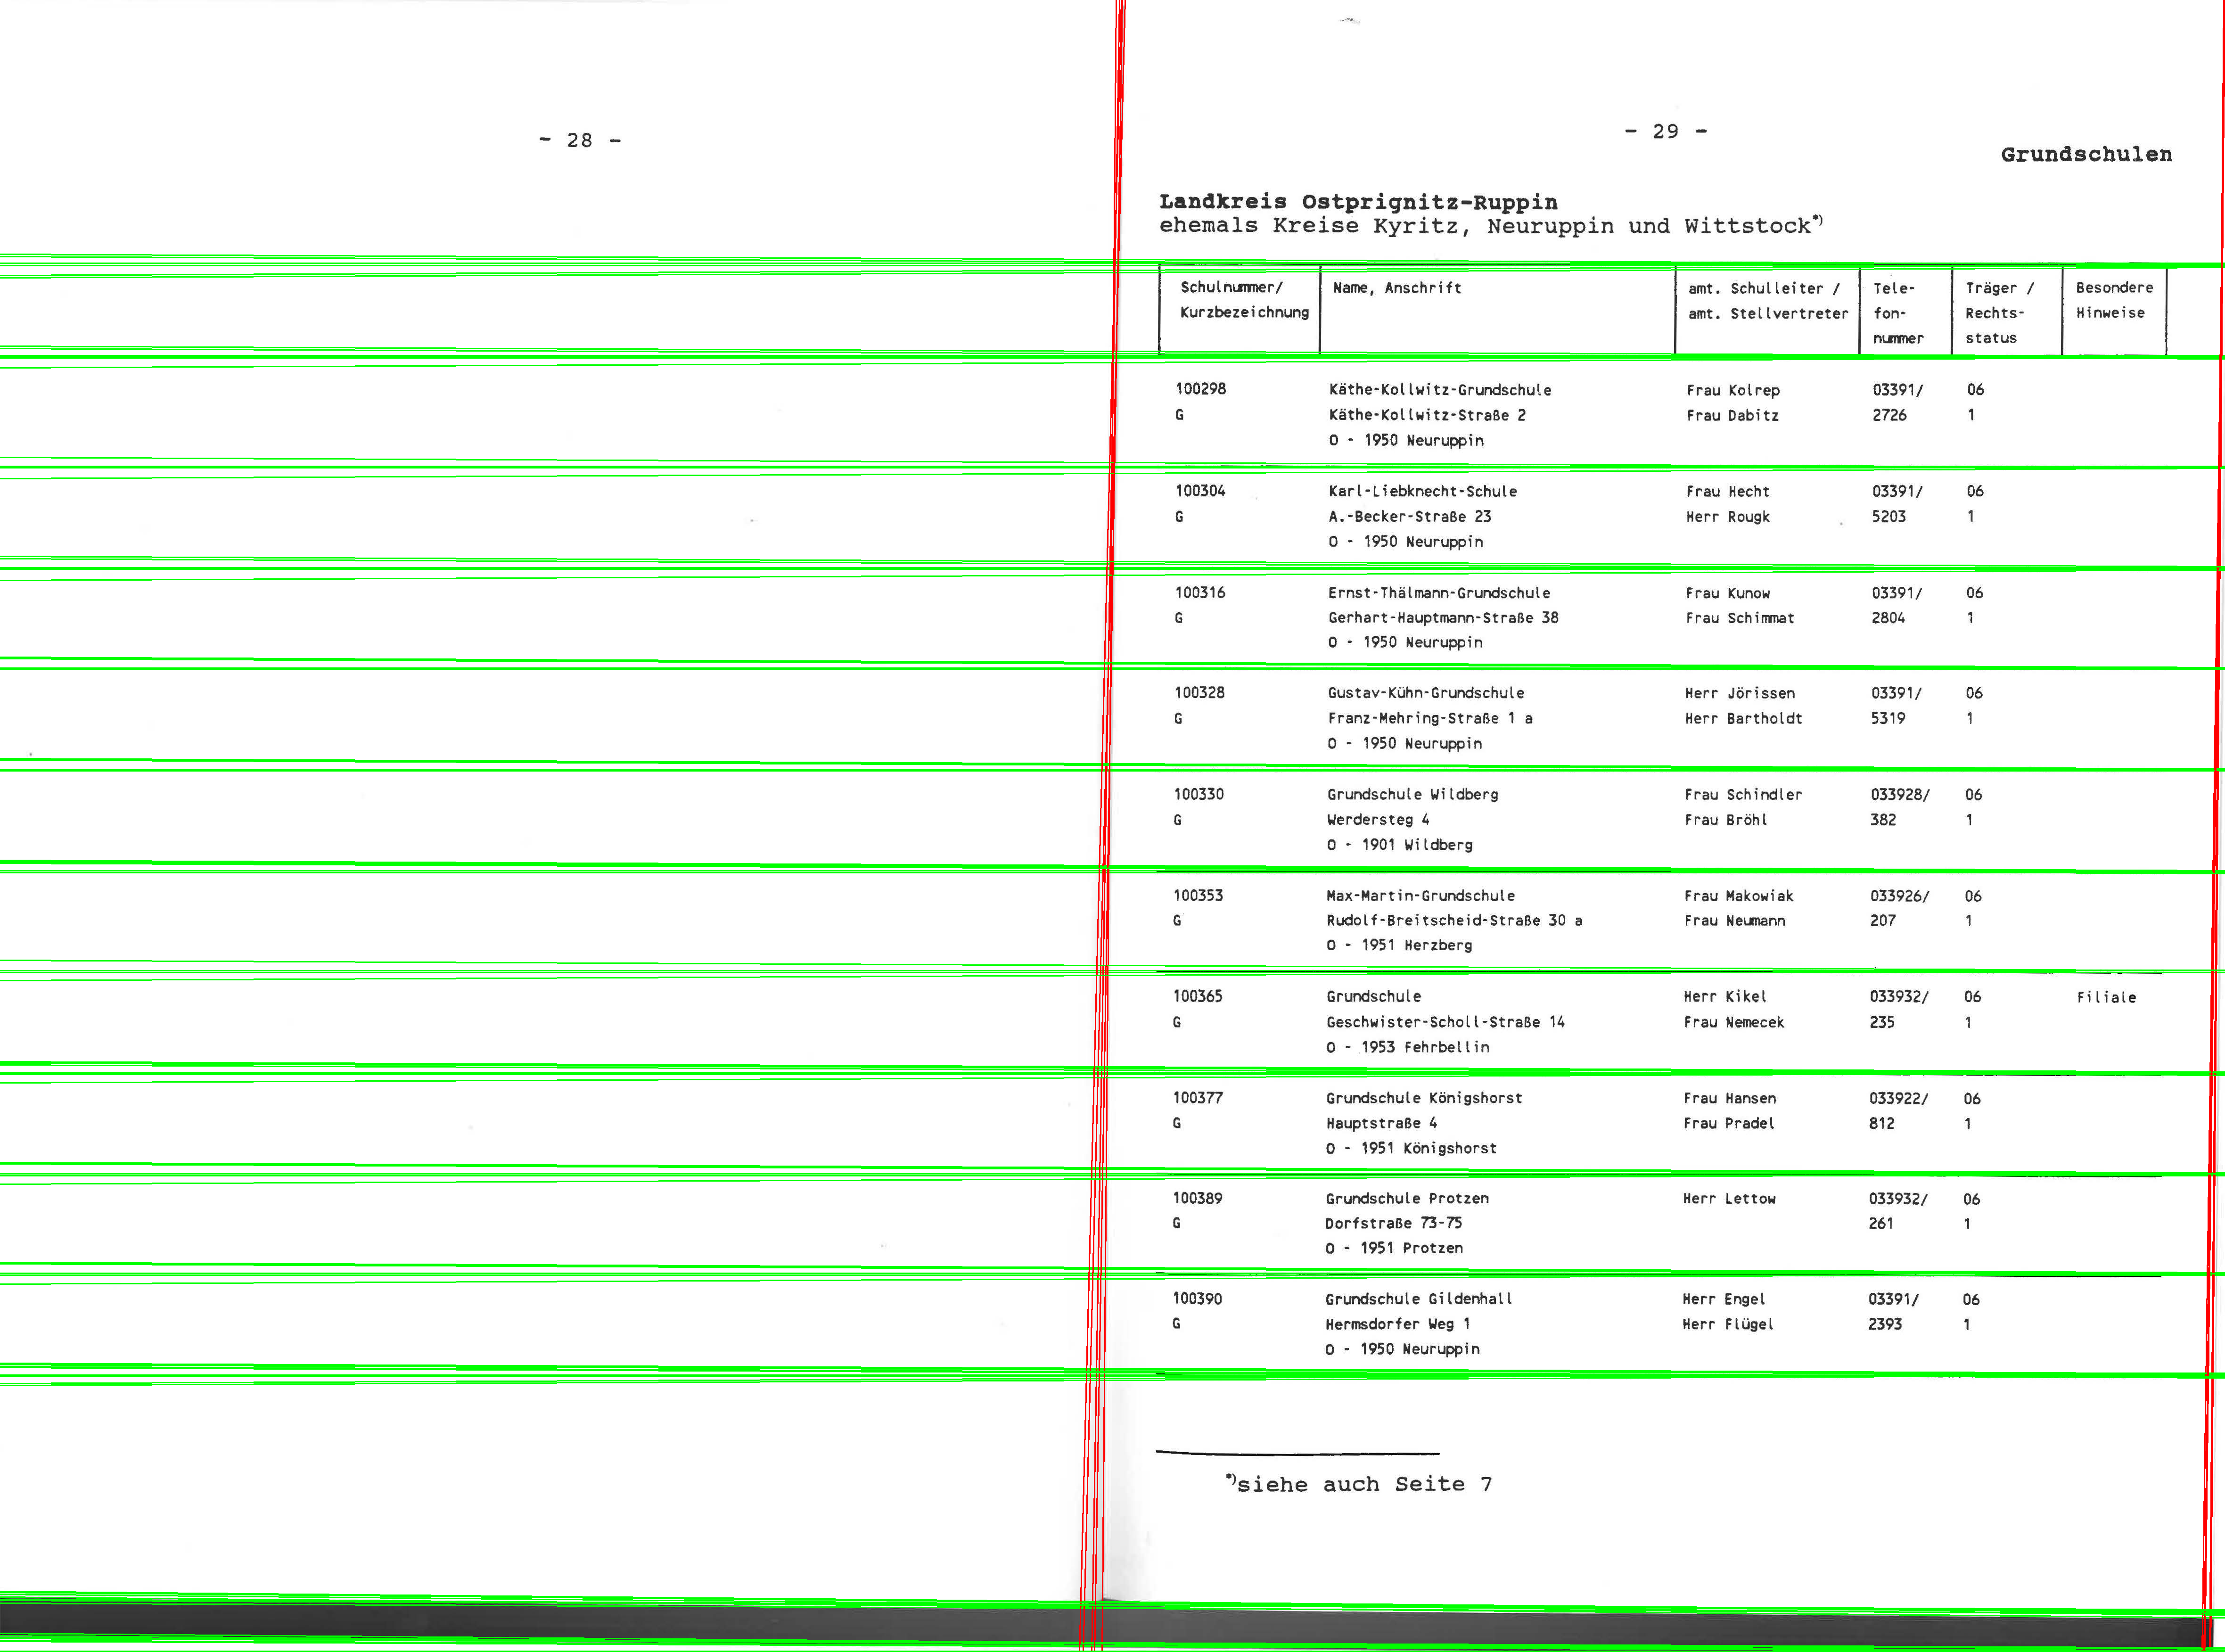 - 28 -
- 29 -
Grundschulen
Landkreis Ostprignitz-Ruppin
ehemals Kreise Kyritz, Neuruppin und Wittstock*)
Schulnummer/ Name, Anschrift amt. Schulleiter / Tele- Träger / Besondere
Kurzbezeichnung amt. Stellvertreter fon- Rechts- Hinweise
nummer status
100298 Käthe-Kollwitz-Grundschule Frau Kolrep 03391/ 06
G Käthe-Kollwitz-Straße 2 Frau Dabitz 2726 1
O - 1950 Neuruppin
100304 Karl-Liebknecht-Schule Frau Hecht 03391/ 06
G A.-Becker-Straße 23 Herr Rougk 5203 1
O - 1950 Neuruppin
100316 Ernst-Thälmann-Grundschule Frau Kunow 03391/ 06
G Gerhart-Hauptmann-Straße 38 Frau Schimmat 2804 1
O - 1950 Neuruppin
100328 Gustav-Kühn-Grundschule Herr Jörissen 03391/ 06
G Franz-Mehring-Straße 1 a Herr Bartholdt 5319 1
O - 1950 Neuruppin
100330 Grundschule Wildberg Frau Schindler 033928/ 06
G Werdersteg 4 Frau Bröhl 382 1
O - 1901 Wildberg
100353 Max-Martin-Grundschule Frau Makowiak 033926/ 06
G Rudolf-Breitscheid-Straße 30 a Frau Neumann 207 1
O - 1951 Herzberg
100365 Grundschule Herr Kikel 033932/ 06 Filiale
G Geschwister-Scholl-Straße 14 Frau Nemecek 235 1
O - 1953 Fehrbellin
100377 Grundschule Königshorst Frau Hansen 033922/ 06
G Hauptstraße 4 Frau Pradel 812 1
O - 1951 Königshorst
100389 Grundschule Protzen Herr Lettow 033932/ 06
G Dorfstraße 73-75 261 1
O - 1951 Protzen
100390 Grundschule Gildenhall Herr Engel 03391/ 06
G Hermsdorfer Weg 1 Herr Flügel 2393 1
O - 1950 Neuruppin
*)siehe auch Seite 7